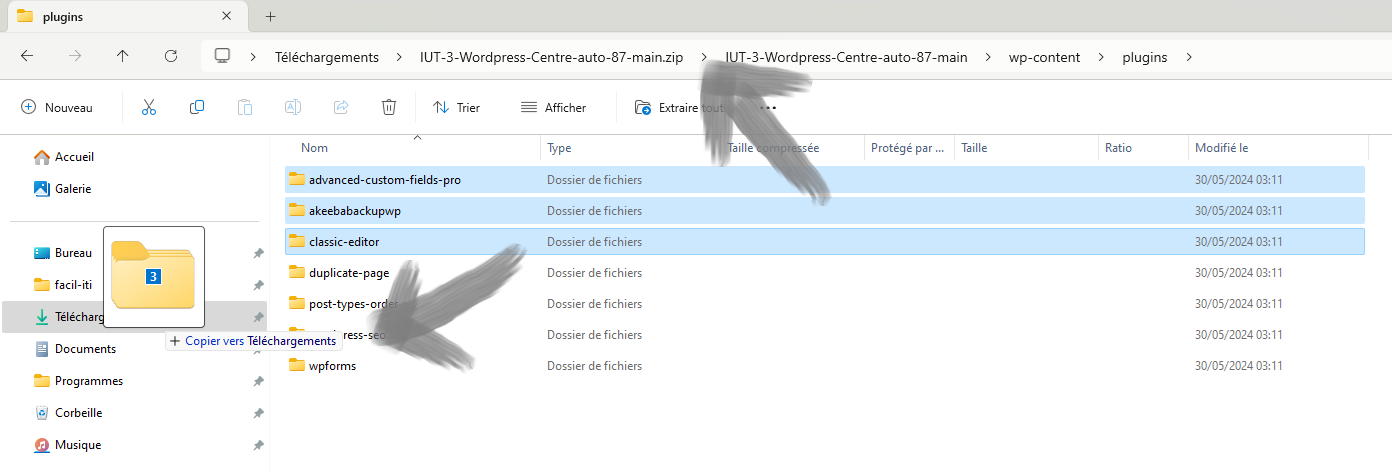 plugins
Téléchargements > IUT-3-Wordpress-Centre-auto-87-main.zip > IUT-3-Wordpress-Centre-auto-87-main > wp-content > plugins >
Nouveau Trier Afficher Extraire tout ...
Nom Type Taille compressée Protégé par ... Taille Ratio Modifié le
Accueil
Galerie
Bureau
facil-iti
Documents
Programmes
Corbeille
Musique
3
+ Copier vers Téléchargements
advanced-custom-fields-pro Dossier de fichiers 30/05/2024 03:11
akeebabackupwp Dossier de fichiers 30/05/2024 03:11
classic-editor Dossier de fichiers 30/05/2024 03:11
duplicate-page Dossier de fichiers 30/05/2024 03:11
post-types-order Dossier de fichiers 30/05/2024 03:11
Dossier de fichiers 30/05/2024 03:11
wpforms Dossier de fichiers 30/05/2024 03:11